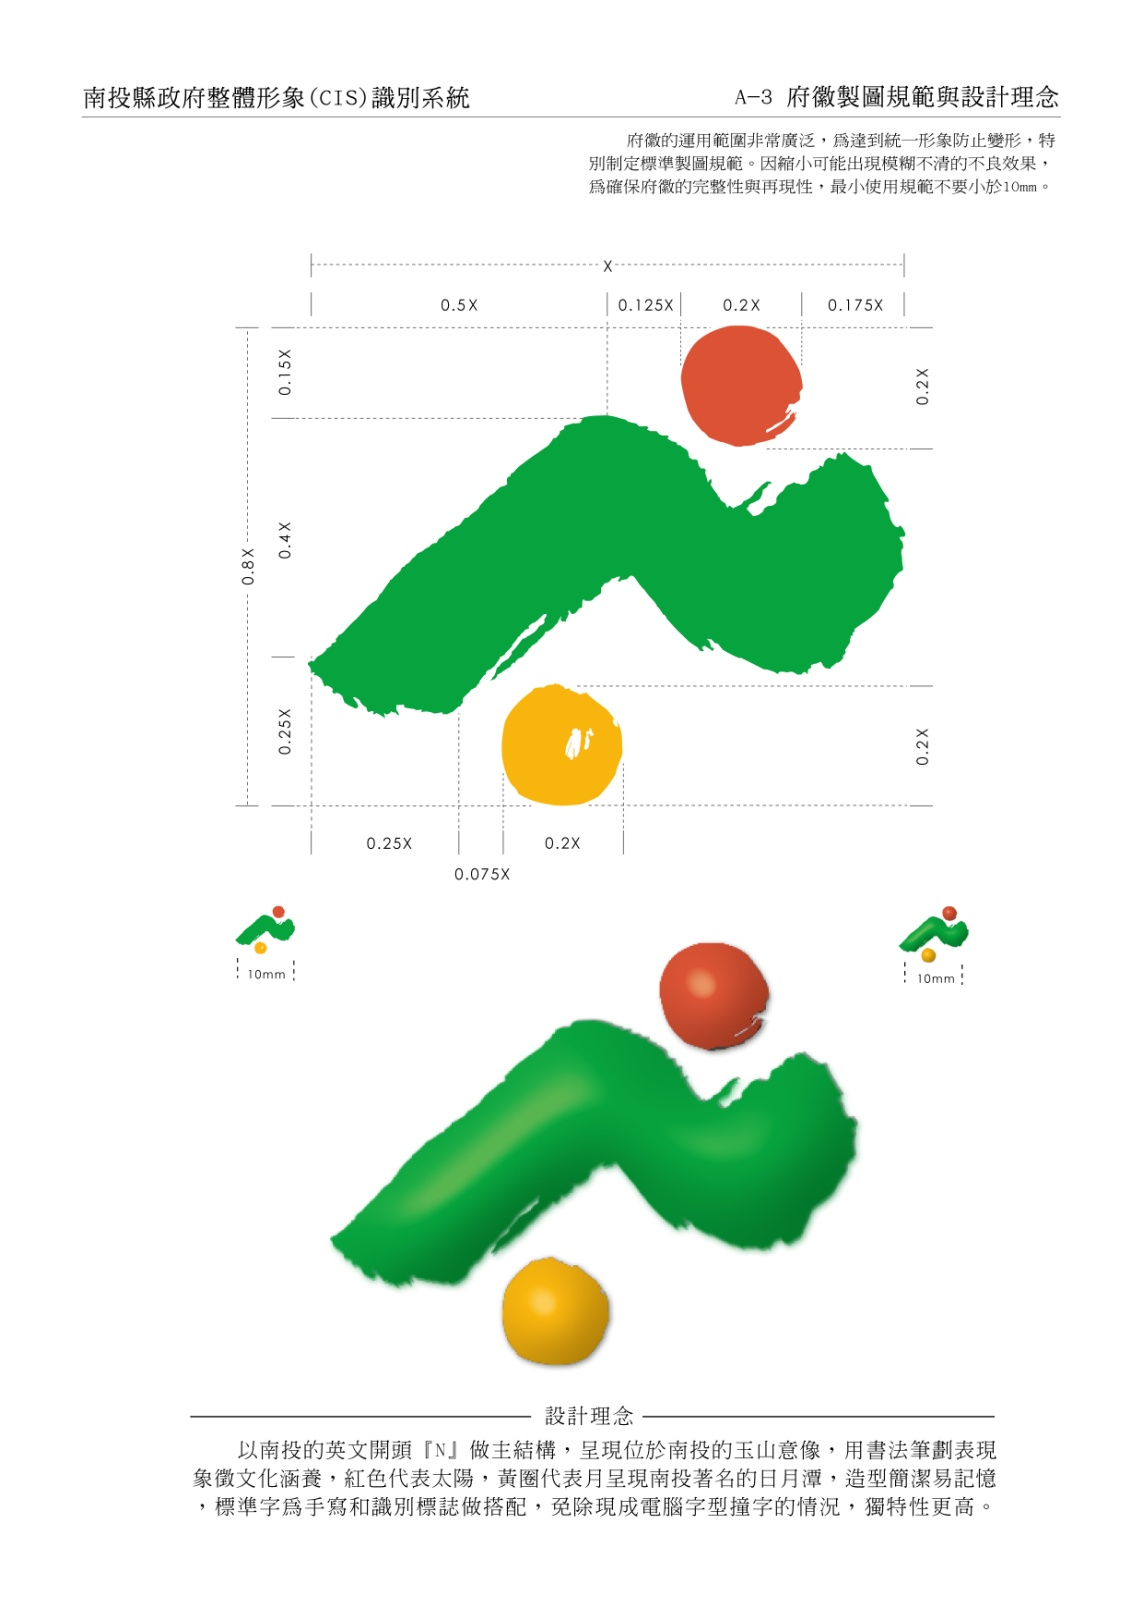 南投縣政府整體形象(CIS)識別系統
A-3 府徽製圖規範與設計理念
府徽的運用範圍非常廣泛，爲達到統一形象防止變形，特
別制定標準製圖規範。因縮小可能出現模糊不清的不良效果，
爲確保府徽的完整性與再現性，最小使用規範不要小於10mm。
X
0.5X
0.125X
0.2X
0.175X
0.15X
0.2X
0.4X
0.8X
0.25X
0.2X
0.25X
0.2X
0.075X
10mm
10mm
設計理念
以南投的英文開頭『N』做主結構，呈現位於南投的玉山意像，用書法筆劃表現
象徵文化涵養，紅色代表太陽，黃圈代表月呈現南投著名的日月潭，造型簡潔易記憶
，標準字爲手寫和識別標誌做搭配，免除現成電腦字型撞字的情況，獨特性更高。